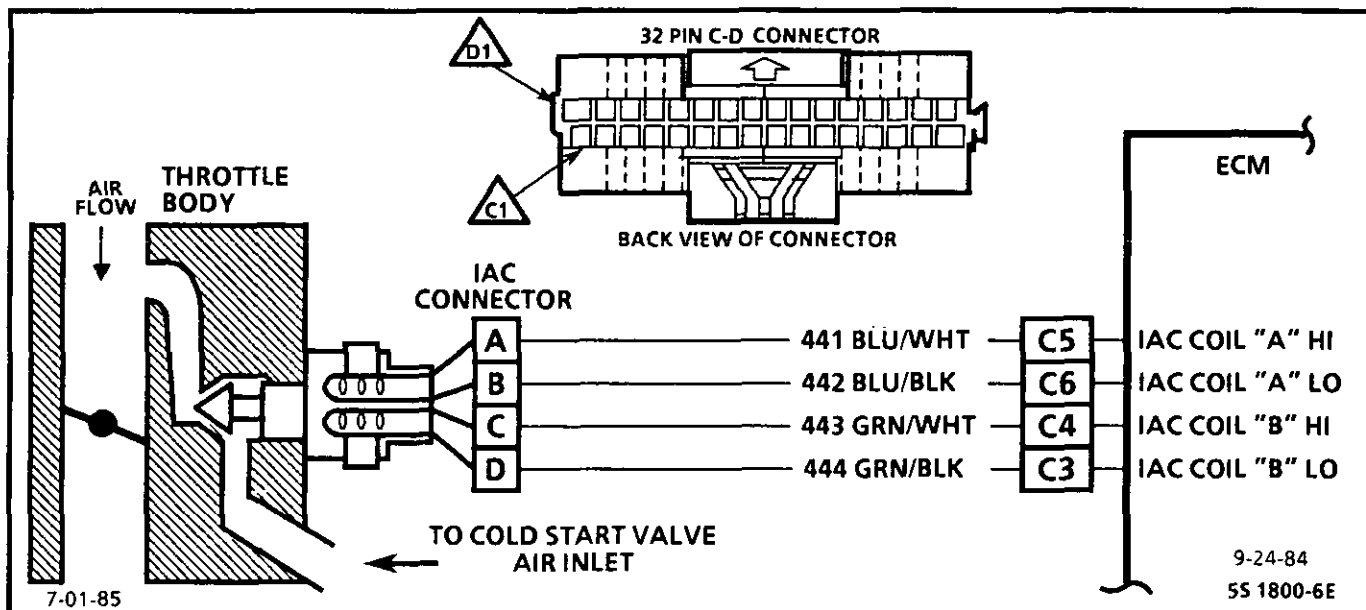 32 PIN C-D CONNECTOR
D1
C1
BACK VIEW OF CONNECTOR
ECM
AIR
FLOW
THROTTLE
BODY
IAC
CONNECTOR
A 441 BLU/WHT C5 IAC COIL "A" HI
B 442 BLU/BLK C6 IAC COIL "A" LO
C 443 GRN/WHT C4 IAC COIL "B" HI
D 444 GRN/BLK C3 IAC COIL "B" LO
TO COLD START VALVE
AIR INLET
7-01-85
9-24-84
5S 1800-6E